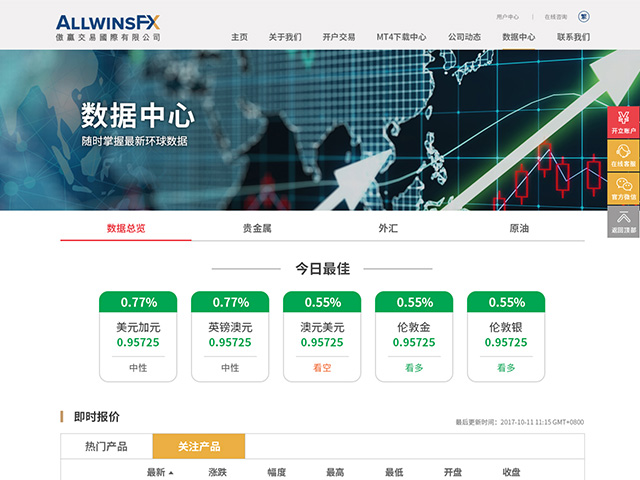 ALLWINSFX
傲赢交易國際有限公司
用户中心 | 在线咨询 繁
主页 关于我们 开户交易 MT4下载中心 公司动态 数据中心 联系我们
数据中心
随时掌握最新环球数据
开立账户
在线客服
官方微信
返回顶部
数据总览 贵金属 外汇 原油
今日最佳
0.77% 0.77% 0.55% 0.55% 0.55%
美元加元 英镑澳元 澳元美元 伦敦金 伦敦银
0.95725 0.95725 0.95725 0.95725 0.95725
中性 中性 看空 看多 看多
即时报价
最后更新时间：2017-10-11 11:15 GMT+0800
热门产品 关注产品
最新 涨跌 幅度 最高 最低 开盘 收盘